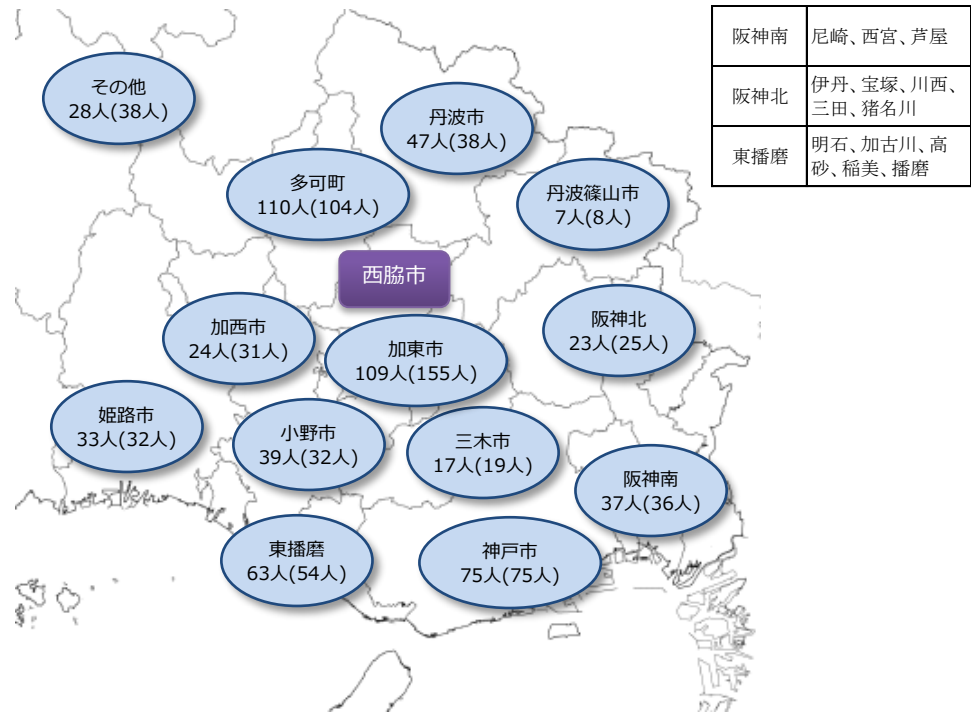 阪神南
尼崎、西宮、芦屋
阪神北
伊丹、宝塚、川西、
三田、猪名川
東播磨
明石、加古川、高
砂、稲美、播磨
その他
28人(38人)
丹波市
47人(38人)
多可町
110人(104人)
丹波篠山市
7人(8人)
西脇市
加西市
24人(31人)
加東市
109人(155人)
阪神北
23人(25人)
姫路市
33人(32人)
小野市
39人(32人)
三木市
17人(19人)
阪神南
37人(36人)
東播磨
63人(54人)
神戸市
75人(75人)